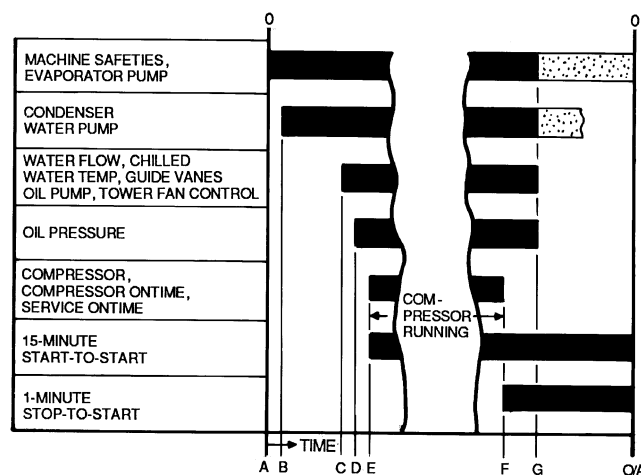 0
0
MACHINE SAFETIES,
EVAPORATOR PUMP
CONDENSER
WATER PUMP
WATER FLOW, CHILLED
WATER TEMP, GUIDE VANES
OIL PUMP, TOWER FAN CONTROL
OIL PRESSURE
COMPRESSOR,
COMPRESSOR ONTIME,
SERVICE ONTIME
COM-
PRESSOR
RUNNING
15-MINUTE
START-TO-START
1-MINUTE
STOP-TO-START
TIME
A B C D E F G O/A